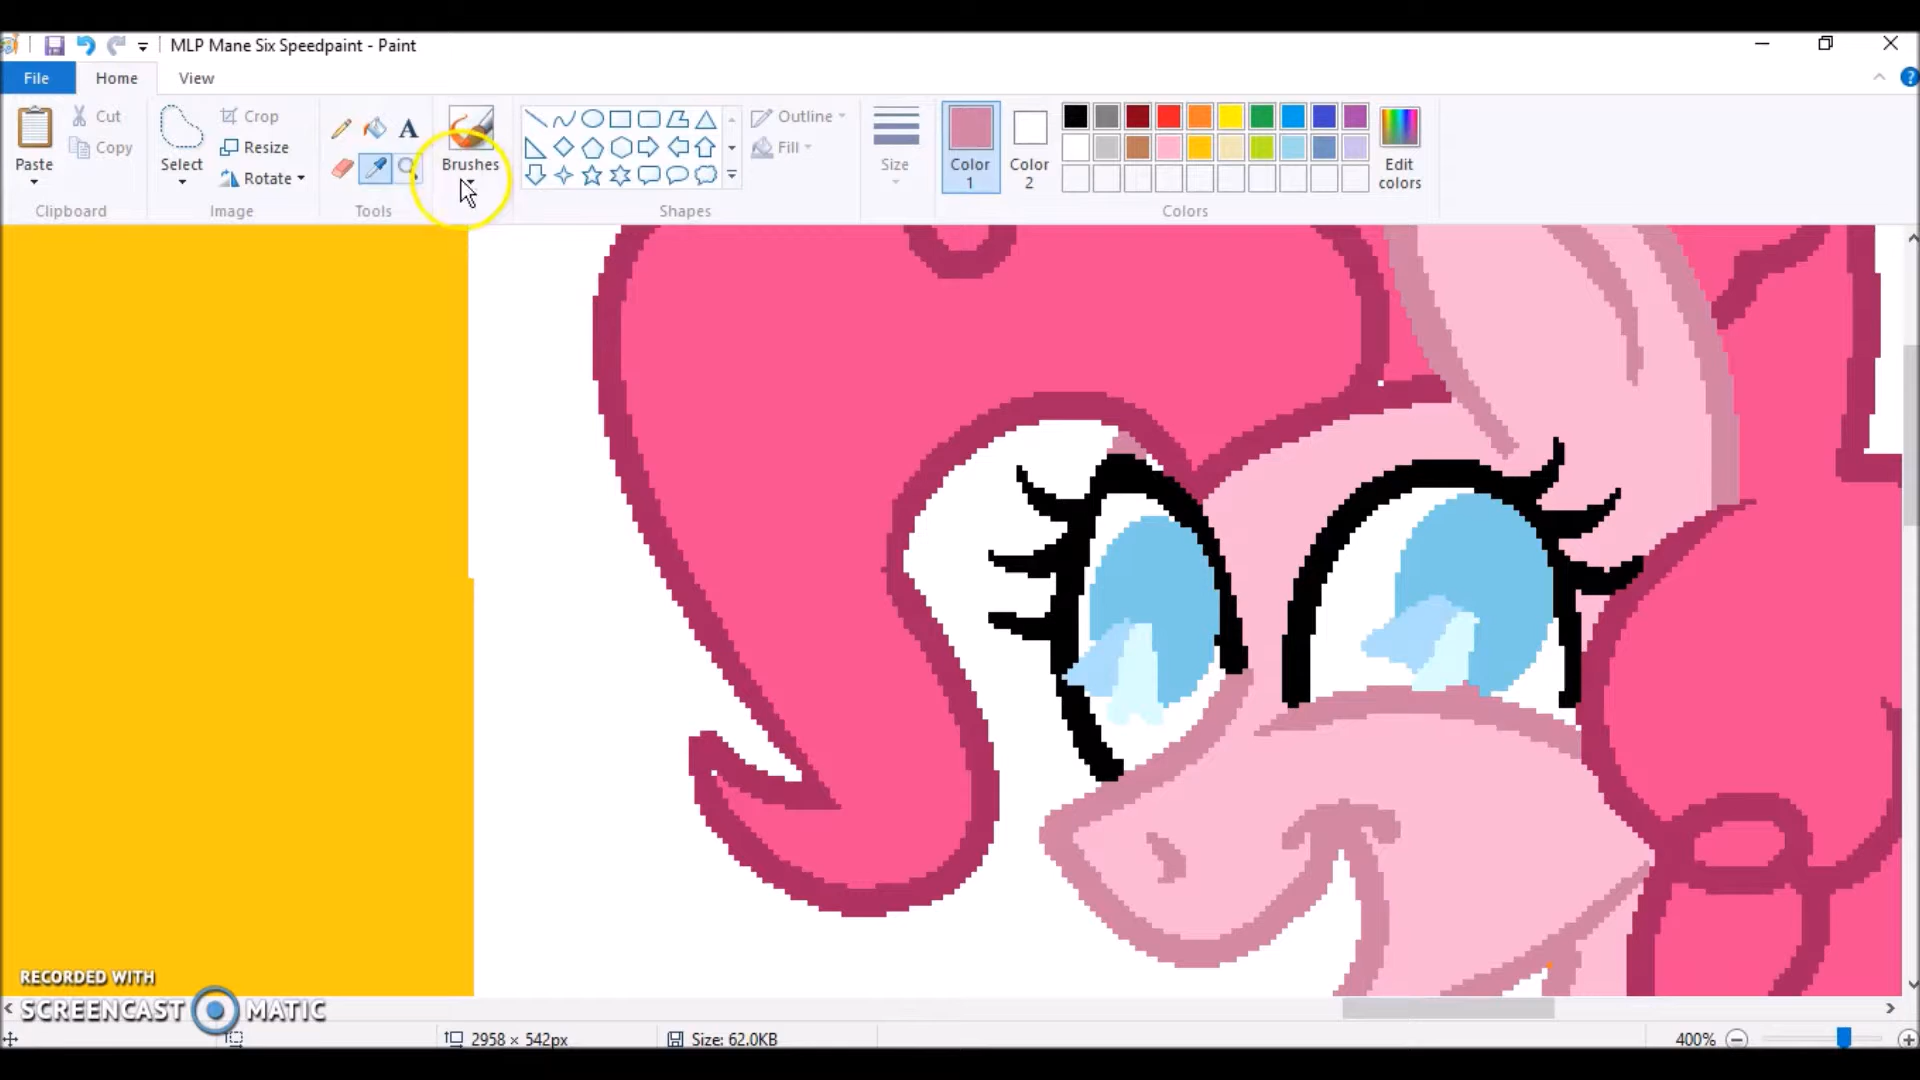 MLP Mane Six Speedpaint - Paint
File Home View
Paste Cut Copy
Select Crop Resize Rotate
A
Brushes
Outline
Fill
Size
Color 1
Color 2
Edit colors
Clipboard Image Tools Shapes Colors
RECORDED WITH
SCREENCAST MATIC
2958 × 542px Size: 62.0KB 400%